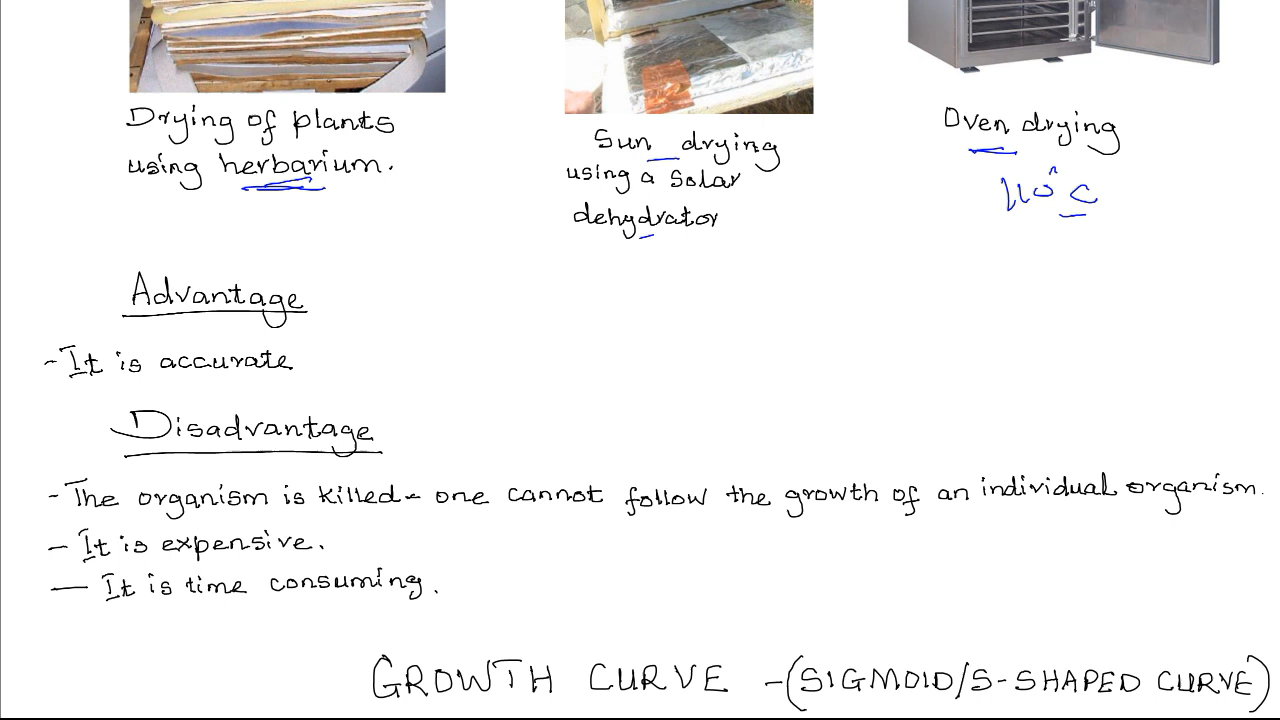 Drying of plants
using herbarium.
Sun drying
using a Solar
dehydrator
Oven drying
110°C
Advantage
- It is accurate
Disadvantage
- The organism is killed - one cannot follow the growth of an individual organism.
- It is expensive.
- It is time consuming.
GROWTH CURVE - (SIGMOID/S-SHAPED CURVE)